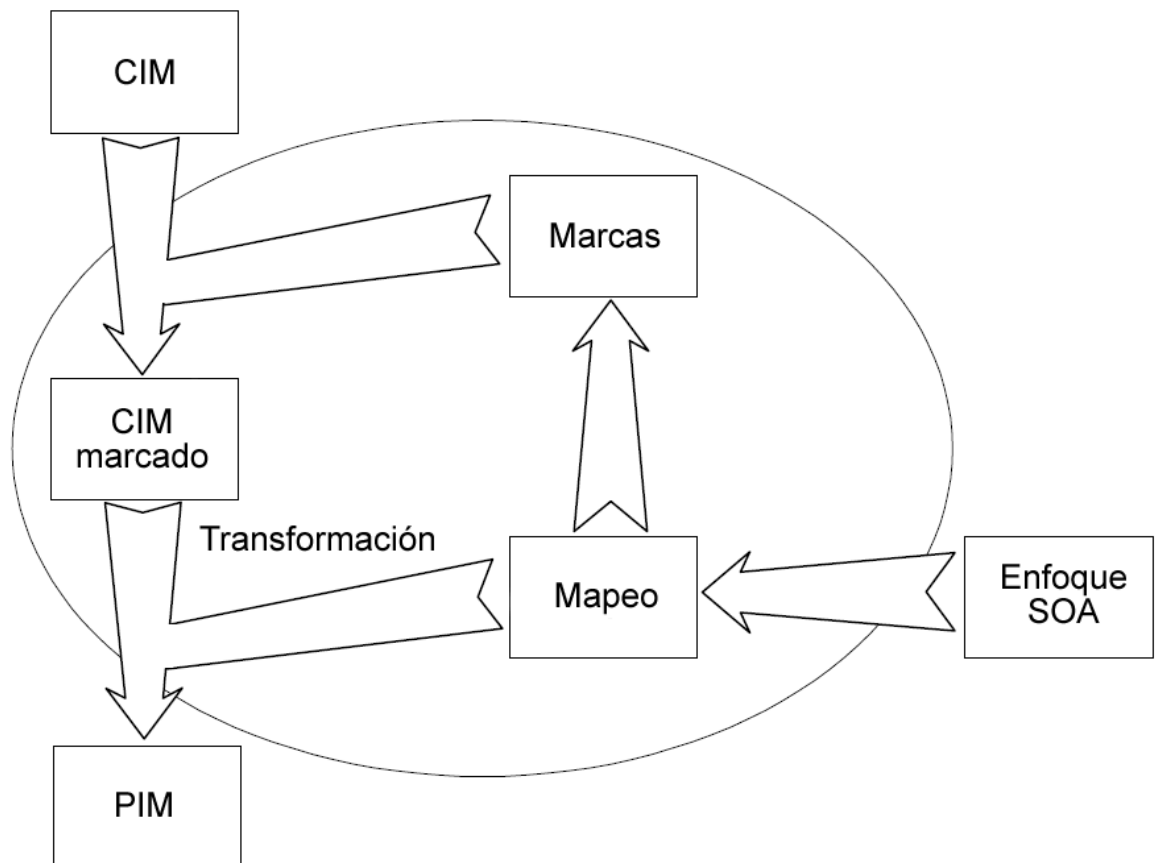 CIM
Marcas
CIM
marcado
Transformación
Mapeo
Enfoque
SOA
PIM